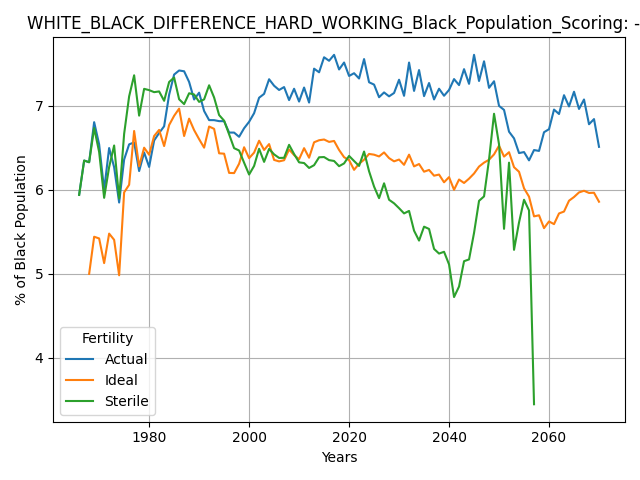 WHITE_BLACK_DIFFERENCE_HARD_WORKING_Black_Population_Scoring: -
% of Black Population
7
6
5
4
Fertility
Actual
Ideal
Sterile
1980 2000 2020 2040 2060
Years